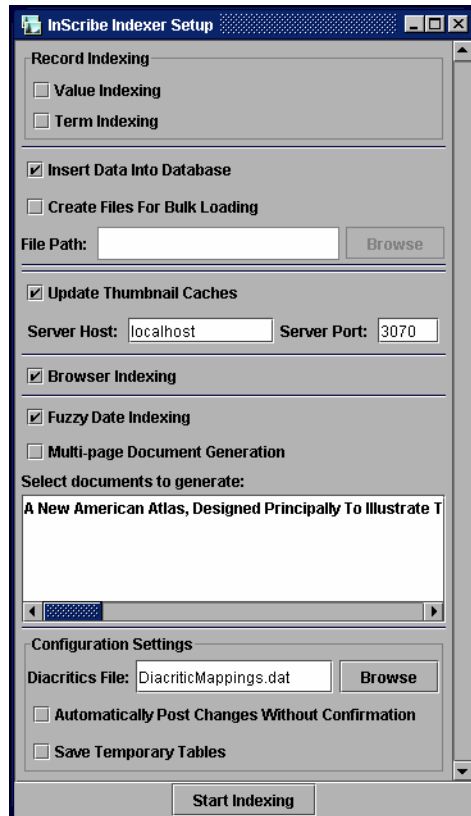 InScribe Indexer Setup
Record Indexing
Value Indexing
Term Indexing
Insert Data Into Database
Create Files For Bulk Loading
File Path: Browse
Update Thumbnail Caches
Server Host: localhost Server Port: 3070
Browser Indexing
Fuzzy Date Indexing
Multi-page Document Generation
Select documents to generate:
A New American Atlas, Designed Principally To Illustrate T
Configuration Settings
Diacritics File: DiacriticMappings.dat Browse
Automatically Post Changes Without Confirmation
Save Temporary Tables
Start Indexing